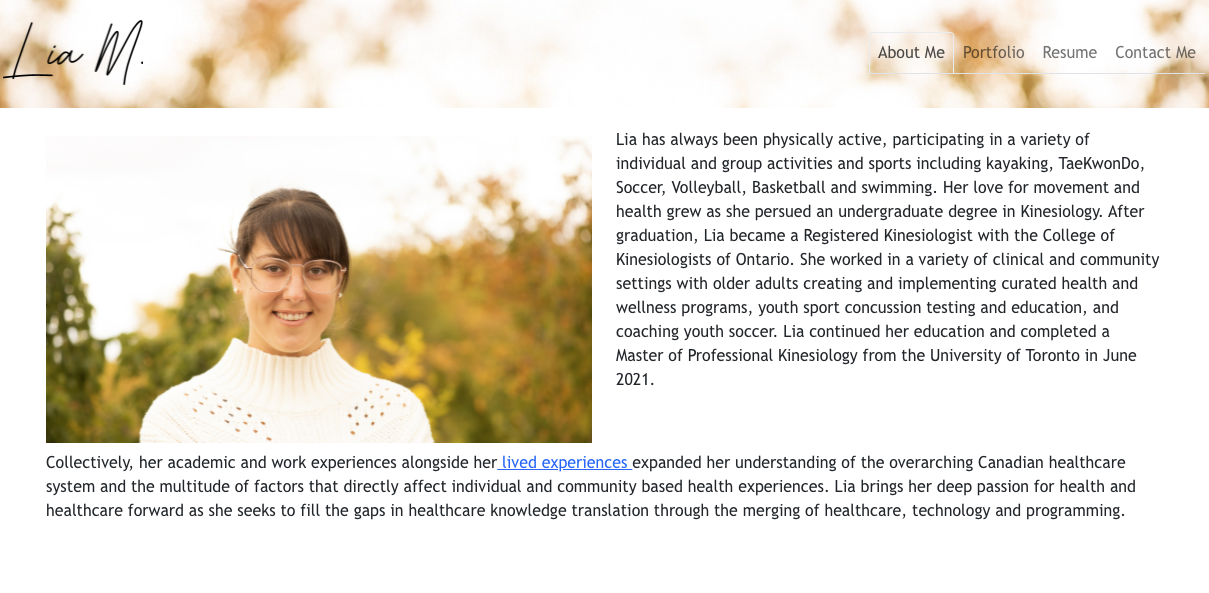 Lia M.
About Me Portfolio Resume Contact Me
Lia has always been physically active, participating in a variety of
individual and group activities and sports including kayaking, TaeKwonDo,
Soccer, Volleyball, Basketball and swimming. Her love for movement and
health grew as she persued an undergraduate degree in Kinesiology. After
graduation, Lia became a Registered Kinesiologist with the College of
Kinesiologists of Ontario. She worked in a variety of clinical and community
settings with older adults creating and implementing curated health and
wellness programs, youth sport concussion testing and education, and
coaching youth soccer. Lia continued her education and completed a
Master of Professional Kinesiology from the University of Toronto in June
2021.
Collectively, her academic and work experiences alongside her lived experiences expanded her understanding of the overarching Canadian healthcare
system and the multitude of factors that directly affect individual and community based health experiences. Lia brings her deep passion for health and
healthcare forward as she seeks to fill the gaps in healthcare knowledge translation through the merging of healthcare, technology and programming.